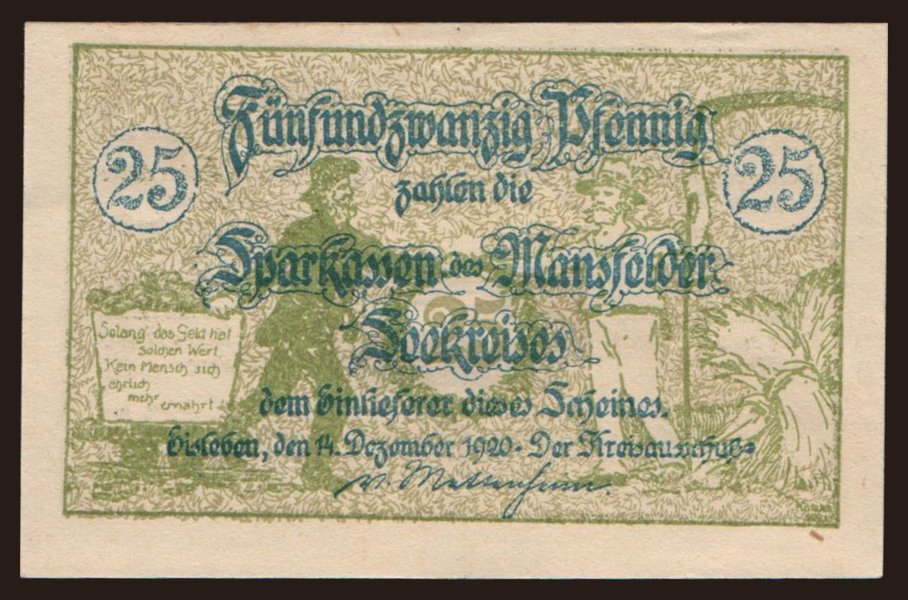 Fünfundzwanzig Pfennig
25
25
zahlen die
Sparkassen des Mansfelder
Seekreises
25
Solang das Geld hat
solchen Wert,
Kein Mensch sich
ehrlich
mehr ernährt!
dem Einlieferer dieses Scheines.
Eisleben, den 14. Dezember 1920. Der Kreisausschuß
v.